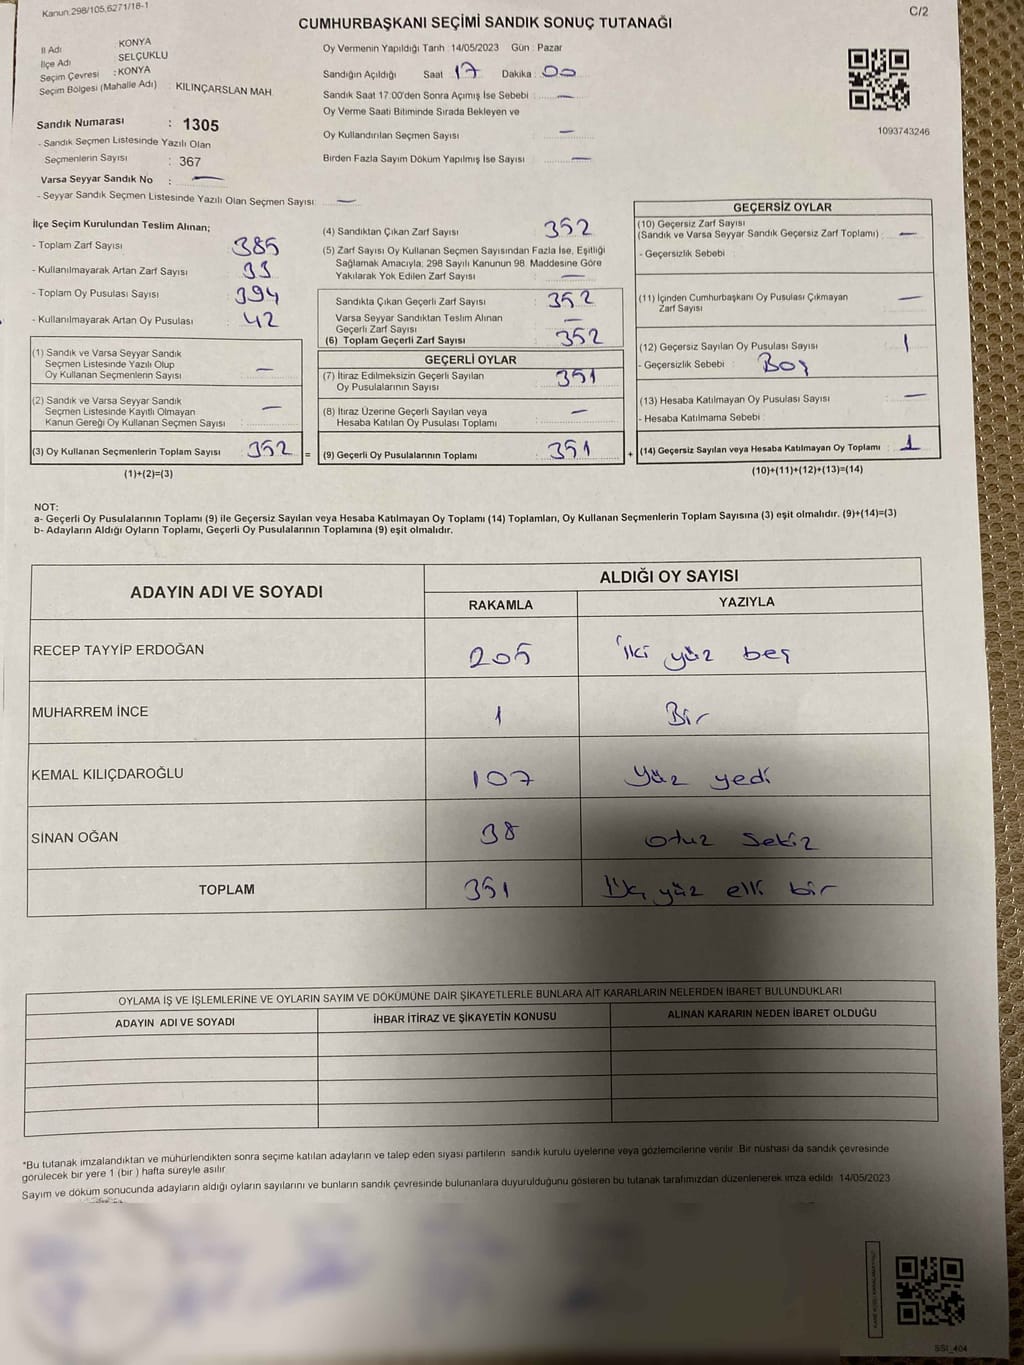 Kanun:298/105,6271/18-1
C/2
CUMHURBAŞKANI SEÇİMİ SANDIK SONUÇ TUTANAĞI
İl Adı : KONYA
İlçe Adı : SELÇUKLU
Seçim Çevresi : KONYA
Seçim Bölgesi (Mahalle Adı) : KILINÇARSLAN MAH.
Sandık Numarası : 1305
- Sandık Seçmen Listesinde Yazılı Olan
Seçmenlerin Sayısı : 367
Varsa Seyyar Sandık No : —
- Seyyar Sandık Seçmen Listesinde Yazılı Olan Seçmen Sayısı: —
Oy Vermenin Yapıldığı Tarih : 14/05/2023 Gün : Pazar
Sandığın Açıldığı Saat 17 Dakika : 00
Sandık Saat 17:00'den Sonra Açımış İse Sebebi : —
Oy Verme Saati Bitiminde Sırada Bekleyen ve
Oy Kullandırılan Seçmen Sayısı —
Birden Fazla Sayım Döküm Yapılmış İse Sayısı —
1093743246
İlçe Seçim Kurulundan Teslim Alınan;
- Toplam Zarf Sayısı : 385
- Kullanılmayarak Artan Zarf Sayısı : 33
- Toplam Oy Pusulası Sayısı : 394
- Kullanılmayarak Artan Oy Pusulası : 42
(1) Sandık ve Varsa Seyyar Sandık
Seçmen Listesinde Yazılı Olup
Oy Kullanan Seçmenlerin Sayısı : —
(2) Sandık ve Varsa Seyyar Sandık
Seçmen Listesinde Kayıtlı Olmayan
Kanun Gereği Oy Kullanan Seçmen Sayısı : —
(3) Oy Kullanan Seçmenlerin Toplam Sayısı : 352 =
(1)+(2)=(3)
(4) Sandıktan Çıkan Zarf Sayısı : 352
(5) Zarf Sayısı Oy Kullanan Seçmen Sayısından Fazla İse, Eşitliği
Sağlamak Amacıyla, 298 Sayılı Kanunun 98. Maddesine Göre
Yakılarak Yok Edilen Zarf Sayısı : —
Sandıkta Çıkan Geçerli Zarf Sayısı : 352
Varsa Seyyar Sandıktan Teslim Alınan
Geçerli Zarf Sayısı : —
(6) Toplam Geçerli Zarf Sayısı : 352
GEÇERLİ OYLAR
(7) İtiraz Edilmeksizin Geçerli Sayılan
Oy Pusulalarının Sayısı : 351
(8) İtiraz Üzerine Geçerli Sayılan veya
Hesaba Katılan Oy Pusulası Toplamı : —
(9) Geçerli Oy Pusulalarının Toplamı : 351 +
GEÇERSİZ OYLAR
(10) Geçersiz Zarf Sayısı
(Sandık ve Varsa Seyyar Sandık Geçersiz Zarf Toplamı) : —
- Geçersizlik Sebebi :
(11) İçinden Cumhurbaşkanı Oy Pusulası Çıkmayan
Zarf Sayısı : —
(12) Geçersiz Sayılan Oy Pusulası Sayısı : 1
- Geçersizlik Sebebi : Boş
(13) Hesaba Katılmayan Oy Pusulası Sayısı : —
- Hesaba Katılmama Sebebi :
(14) Geçersiz Sayılan veya Hesaba Katılmayan Oy Toplamı : 1
(10)+(11)+(12)+(13)=(14)
NOT:
a- Geçerli Oy Pusulalarının Toplamı (9) ile Geçersiz Sayılan veya Hesaba Katılmayan Oy Toplamı (14) Toplamları, Oy Kullanan Seçmenlerin Toplam Sayısına (3) eşit olmalıdır. (9)+(14)=(3)
b- Adayların Aldığı Oyların Toplamı, Geçerli Oy Pusulalarının Toplamına (9) eşit olmalıdır.
ADAYIN ADI VE SOYADI
ALDIĞI OY SAYISI
RAKAMLA YAZIYLA
RECEP TAYYİP ERDOĞAN 205 İki yüz beş
MUHARREM İNCE 1 Bir
KEMAL KILIÇDAROĞLU 107 Yüz yedi
SİNAN OĞAN 38 otuz sekiz
TOPLAM 351 Üç yüz elli bir
OYLAMA İŞ VE İŞLEMLERİNE VE OYLARIN SAYIM VE DÖKÜMÜNE DAİR ŞİKAYETLERLE BUNLARA AİT KARARLARIN NELERDEN İBARET BULUNDUKLARI
ADAYIN ADI VE SOYADI İHBAR İTİRAZ VE ŞİKAYETİN KONUSU ALINAN KARARIN NEDEN İBARET OLDUĞU
*Bu tutanak imzalandıktan ve mühürlendikten sonra seçime katılan adayların ve talep eden siyasi partilerin sandık kurulu üyelerine veya gözlemcilerine verilir. Bir nüshası da sandık çevresinde
görülecek bir yere 1 (bir ) hafta süreyle asılır.
Sayım ve döküm sonucunda adayların aldığı oyların sayılarını ve bunların sandık çevresinde bulunanlara duyurulduğunu gösteren bu tutanak tarafımızdan düzenlenerek imza edildi. 14/05/2023
SSI_404